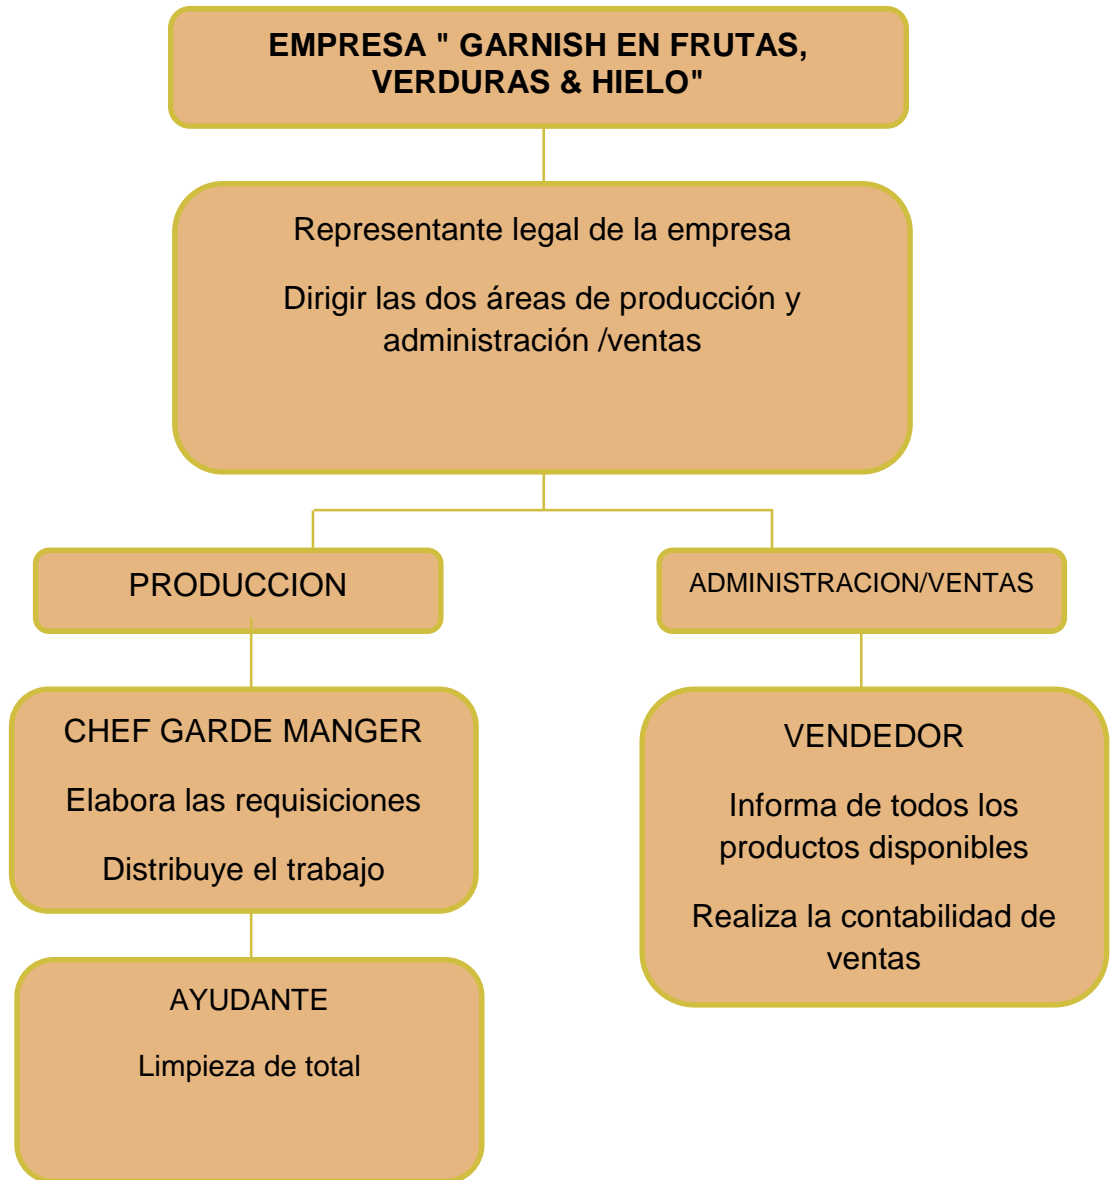 EMPRESA " GARNISH EN FRUTAS,
VERDURAS & HIELO"
Representante legal de la empresa
Dirigir las dos áreas de producción y
administración /ventas
PRODUCCION
ADMINISTRACION/VENTAS
CHEF GARDE MANGER
Elabora las requisiciones
Distribuye el trabajo
VENDEDOR
Informa de todos los
productos disponibles
Realiza la contabilidad de
ventas
AYUDANTE
Limpieza de total